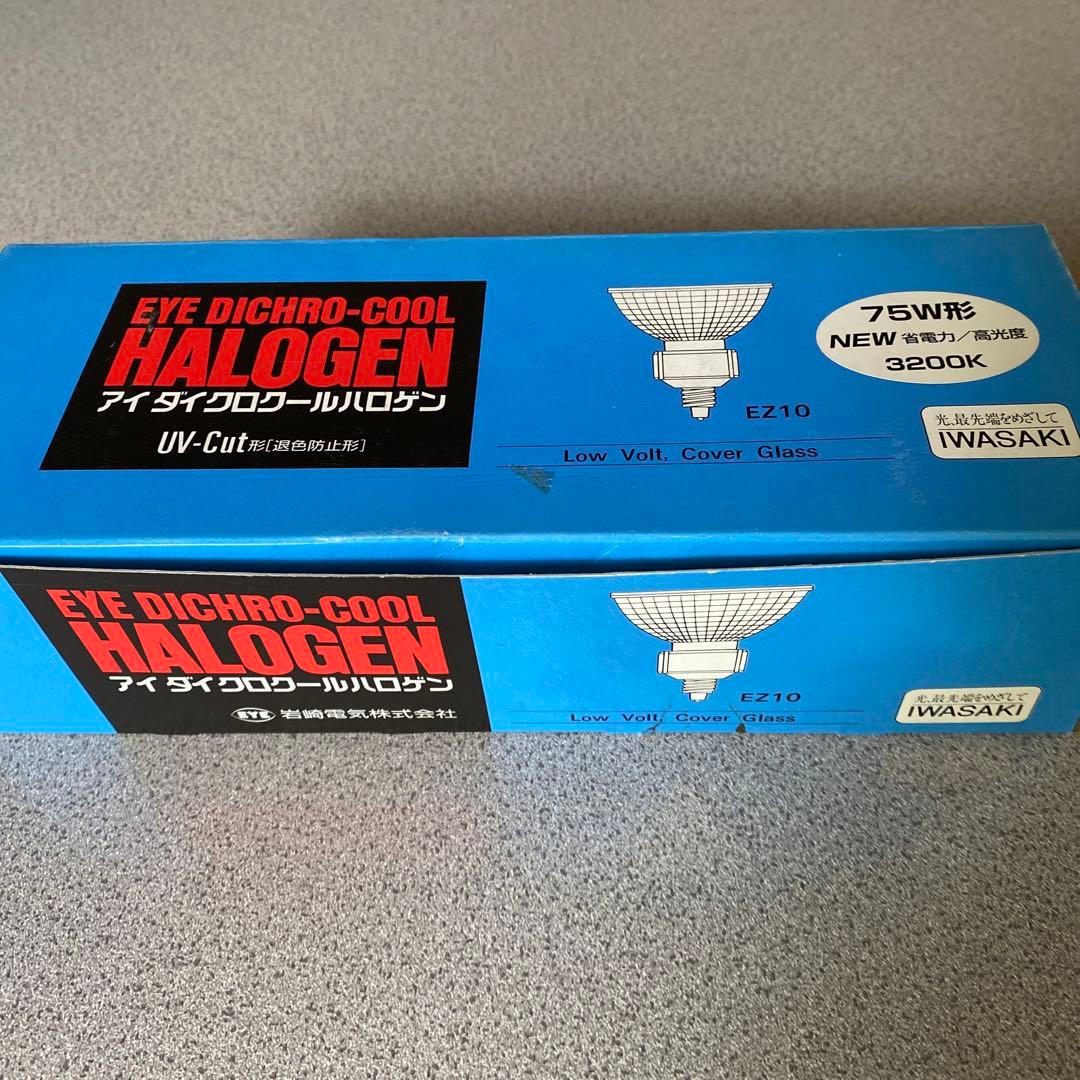 EYE DICHRO-COOL
HALOGEN
アイ ダイクロクールハロゲン
UV-Cut形[退色防止形]
EZ10
Low Volt, Cover Glass
75W形
NEW 省電力/高光度
3200K
光、最先端をめざして
IWASAKI
EYE DICHRO-COOL
HALOGEN
アイ ダイクロクールハロゲン
EYE 岩崎電気株式会社
EZ10
Low Volt, Cover Glass
光、最先端をめざして
IWASAKI